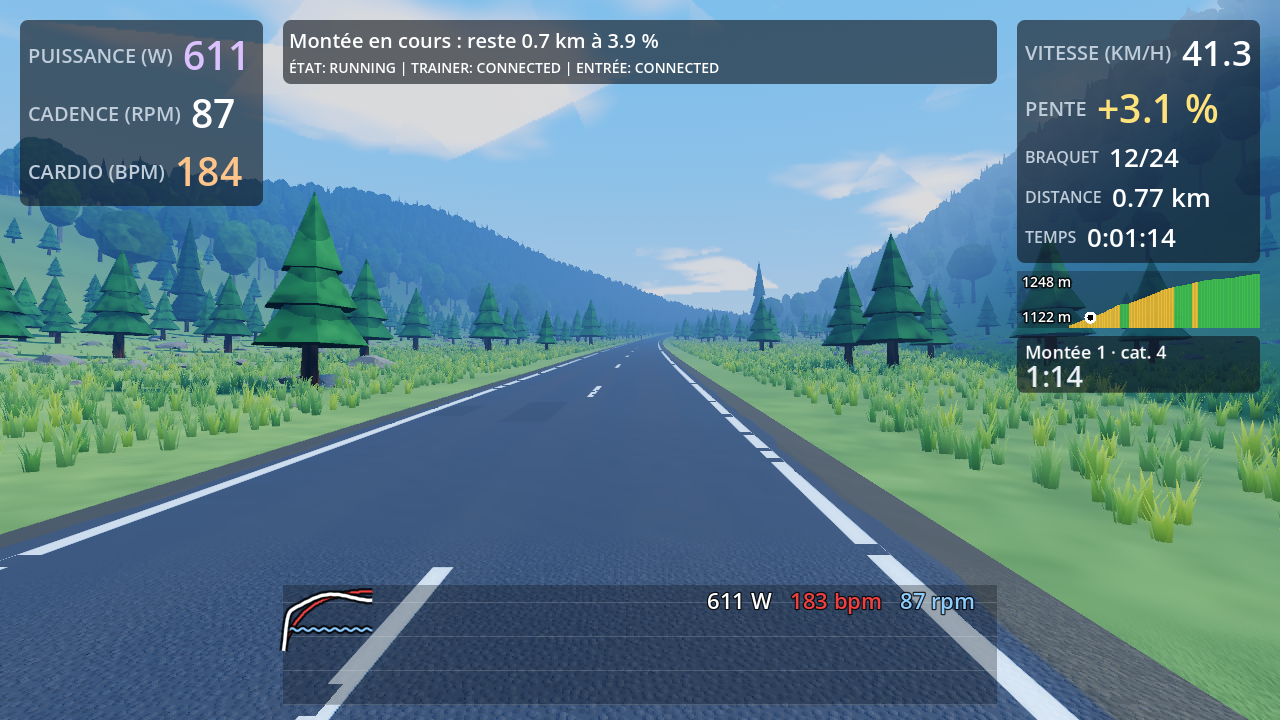 PUISSANCE (W) 611
CADENCE (RPM) 87
CARDIO (BPM) 184
Montée en cours : reste 0.7 km à 3.9 %
ÉTAT: RUNNING | TRAINER: CONNECTED | ENTRÉE: CONNECTED
VITESSE (KM/H) 41.3
PENTE +3.1 %
BRAQUET 12/24
DISTANCE 0.77 km
TEMPS 0:01:14
1248 m
1122 m
Montée 1 · cat. 4
1:14
611 W 183 bpm 87 rpm